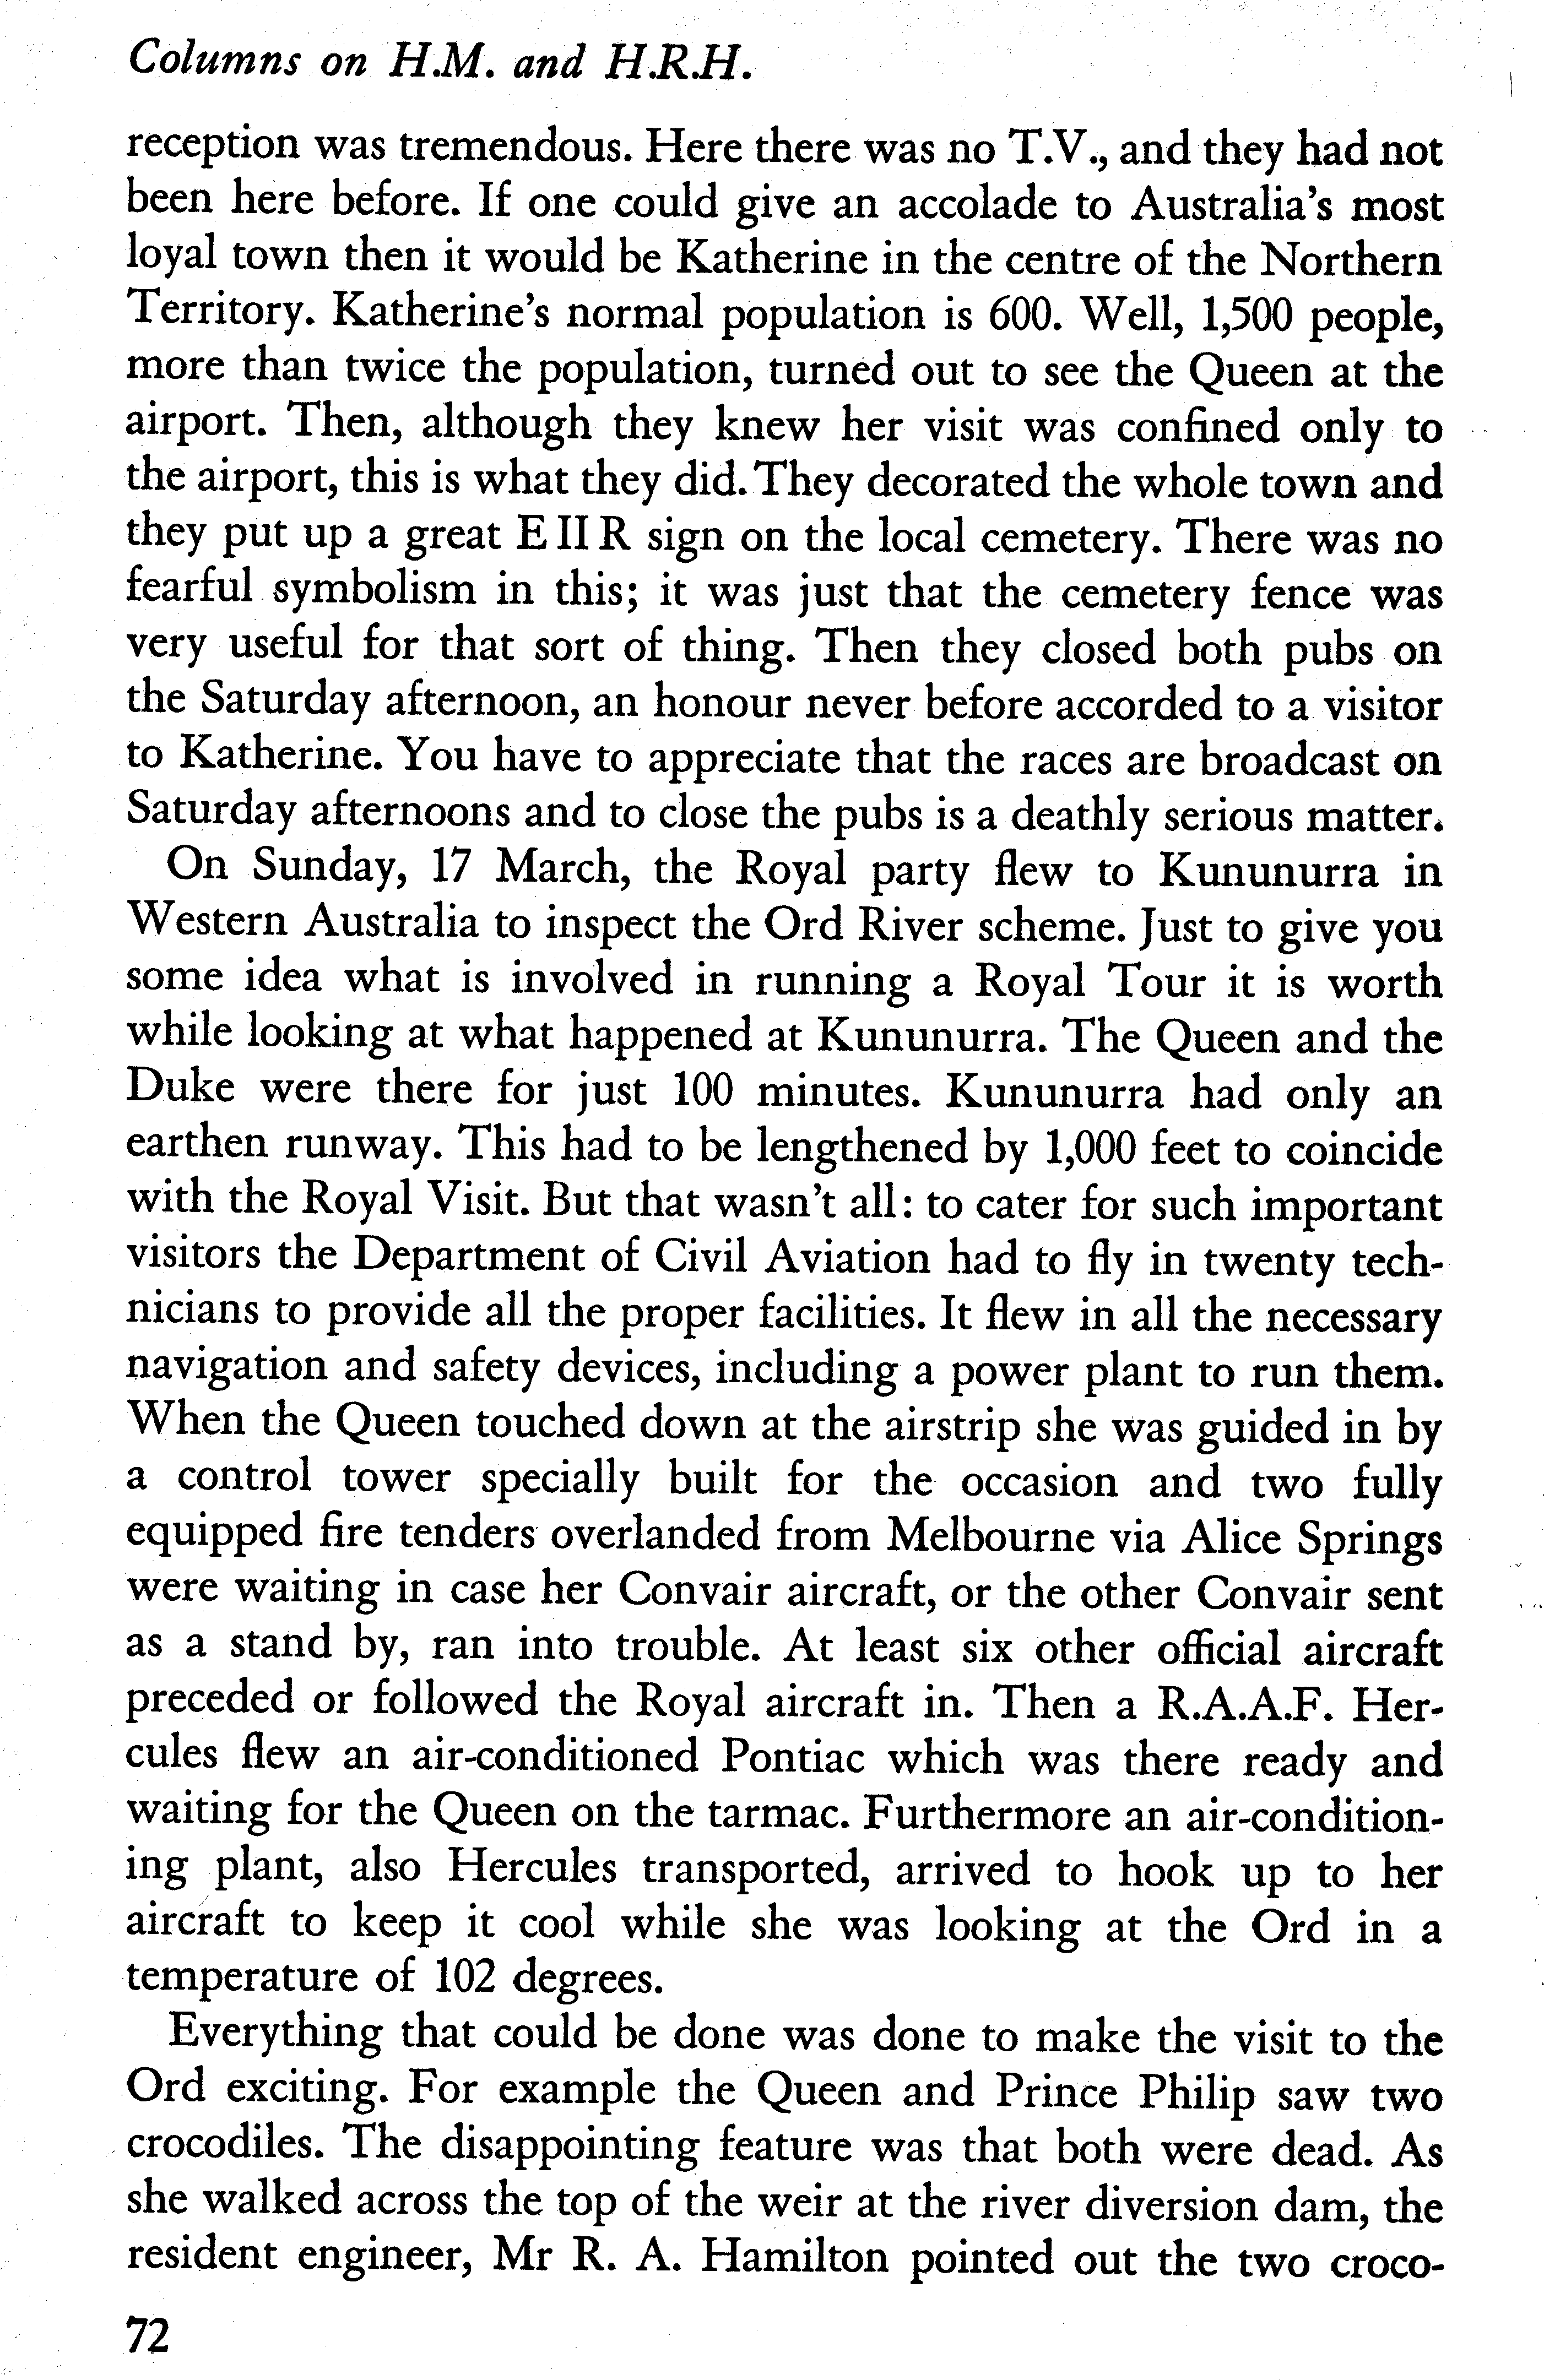 Columns on H.M. and H.R.H.
reception was tremendous. Here there was no T.V., and they had not
been here before. If one could give an accolade to Australia's most
loyal town then it would be Katherine in the centre of the Northern
Territory. Katherine's normal population is 600. Well, 1,500 people,
more than twice the population, turned out to see the Queen at the
airport. Then, although they knew her visit was confined only to
the airport, this is what they did. They decorated the whole town and
they put up a great E II R sign on the local cemetery. There was no
fearful symbolism in this; it was just that the cemetery fence was
very useful for that sort of thing. Then they closed both pubs on
the Saturday afternoon, an honour never before accorded to a visitor
to Katherine. You have to appreciate that the races are broadcast on
Saturday afternoons and to close the pubs is a deathly serious matter.
On Sunday, 17 March, the Royal party flew to Kununurra in
Western Australia to inspect the Ord River scheme. Just to give you
some idea what is involved in running a Royal Tour it is worth
while looking at what happened at Kununurra. The Queen and the
Duke were there for just 100 minutes. Kununurra had only an
earthen runway. This had to be lengthened by 1,000 feet to coincide
with the Royal Visit. But that wasn't all: to cater for such important
visitors the Department of Civil Aviation had to fly in twenty tech-
nicians to provide all the proper facilities. It flew in all the necessary
navigation and safety devices, including a power plant to run them.
When the Queen touched down at the airstrip she was guided in by
a control tower specially built for the occasion and two fully
equipped fire tenders overlanded from Melbourne via Alice Springs
were waiting in case her Convair aircraft, or the other Convair sent
as a stand by, ran into trouble. At least six other official aircraft
preceded or followed the Royal aircraft in. Then a R.A.A.F. Her-
cules flew an air-conditioned Pontiac which was there ready and
waiting for the Queen on the tarmac. Furthermore an air-condition-
ing plant, also Hercules transported, arrived to hook up to her
aircraft to keep it cool while she was looking at the Ord in a
temperature of 102 degrees.
Everything that could be done was done to make the visit to the
Ord exciting. For example the Queen and Prince Philip saw two
crocodiles. The disappointing feature was that both were dead. As
she walked across the top of the weir at the river diversion dam, the
resident engineer, Mr R. A. Hamilton pointed out the two croco-
72